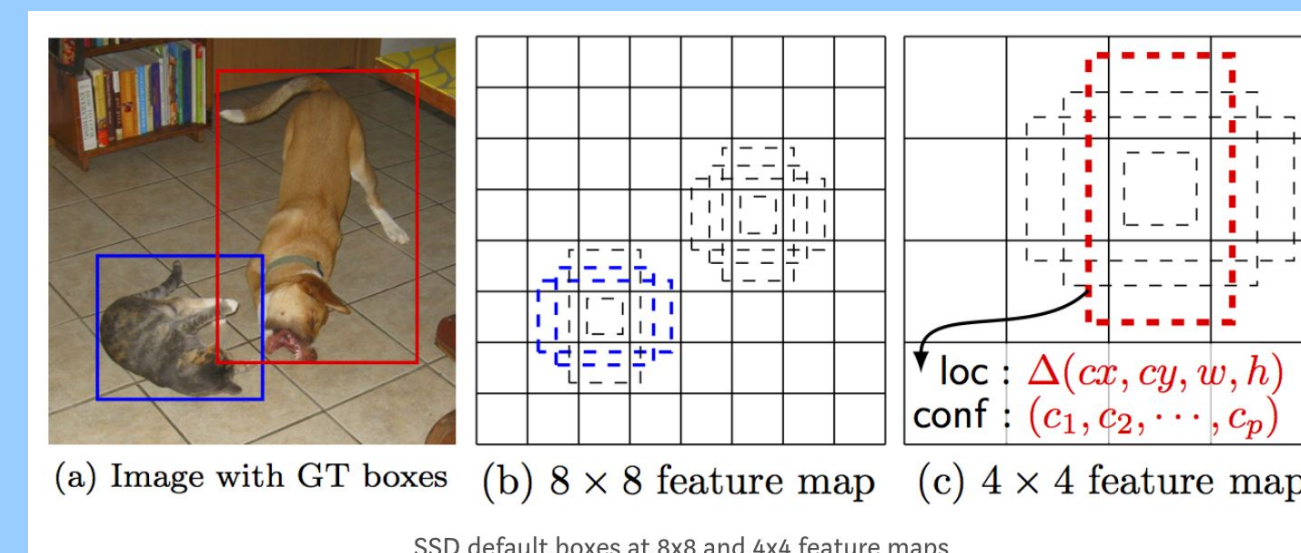 loc : Δ(cx, cy, w, h)
conf : (c₁, c₂, ⋯, cₚ)
(a) Image with GT boxes
(b) 8 × 8 feature map
(c) 4 × 4 feature map
SSD default boxes at 8x8 and 4x4 feature maps